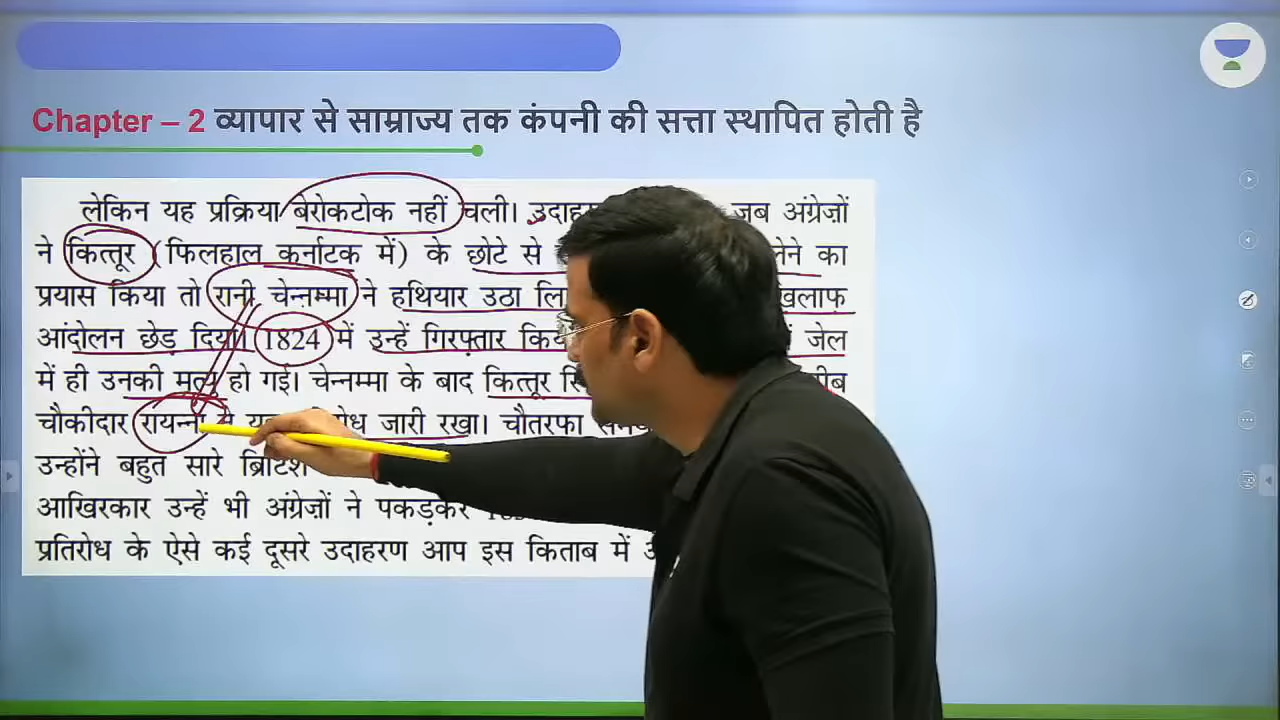 Chapter – 2 व्यापार से साम्राज्य तक कंपनी की सत्ता स्थापित होती है
लेकिन यह प्रक्रिया बेरोकटोक नहीं चली। जब अंग्रेज़ों
ने कित्तूर (फिलहाल कर्नाटक में) के छोटे से लेने का
प्रयास किया तो रानी चेन्नम्मा ने हथियार उठा
आंदोलन छेड़ दिया। 1824 में उन्हें गिरफ़्तार जेल
में ही उनकी मृत्यु हो गई। चेन्नम्मा के बाद कित्तूर
चौकीदार रायन्ना जारी रखा। चौतरफा
उन्होंने बहुत सारे ब्रिटिश
आखिरकार उन्हें भी अंग्रेज़ों ने पकड़कर
प्रतिरोध के ऐसे कई दूसरे उदाहरण आप इस किताब में